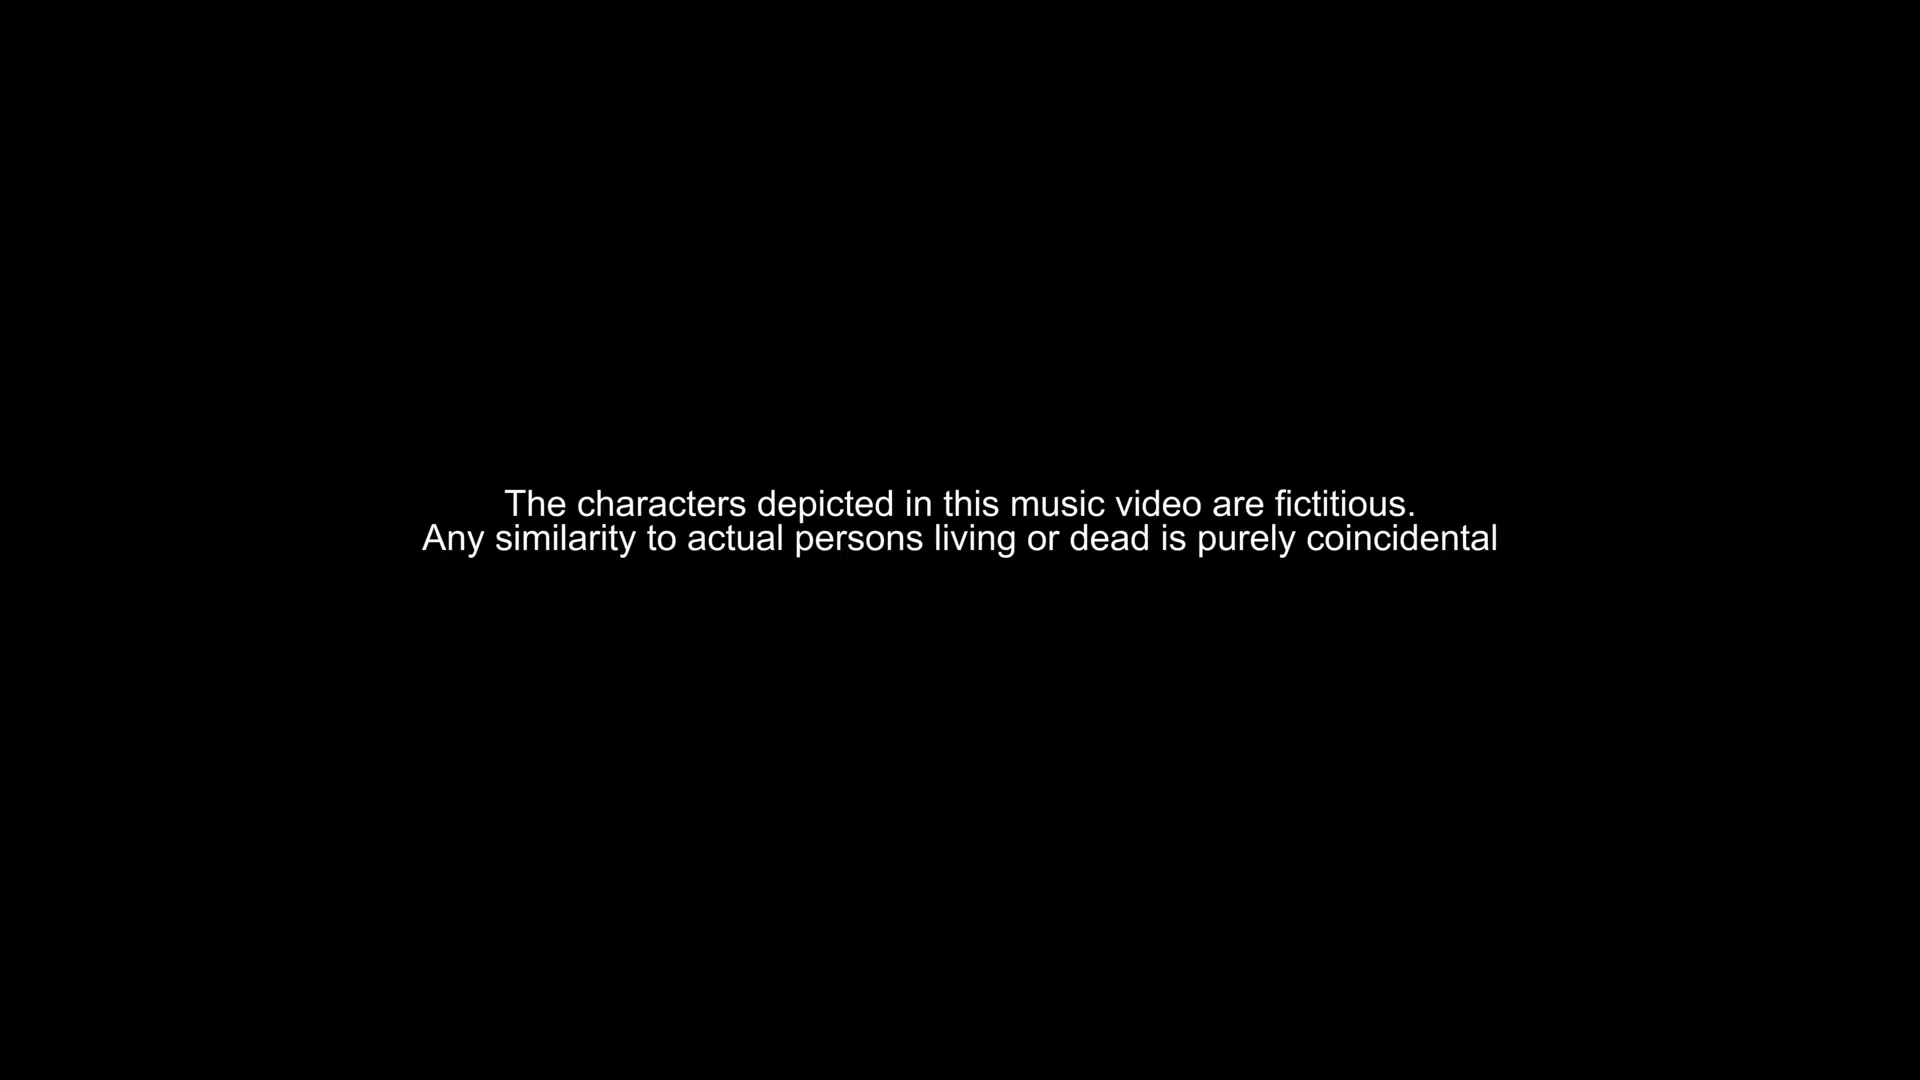 The characters depicted in this music video are fictitious.
Any similarity to actual persons living or dead is purely coincidental